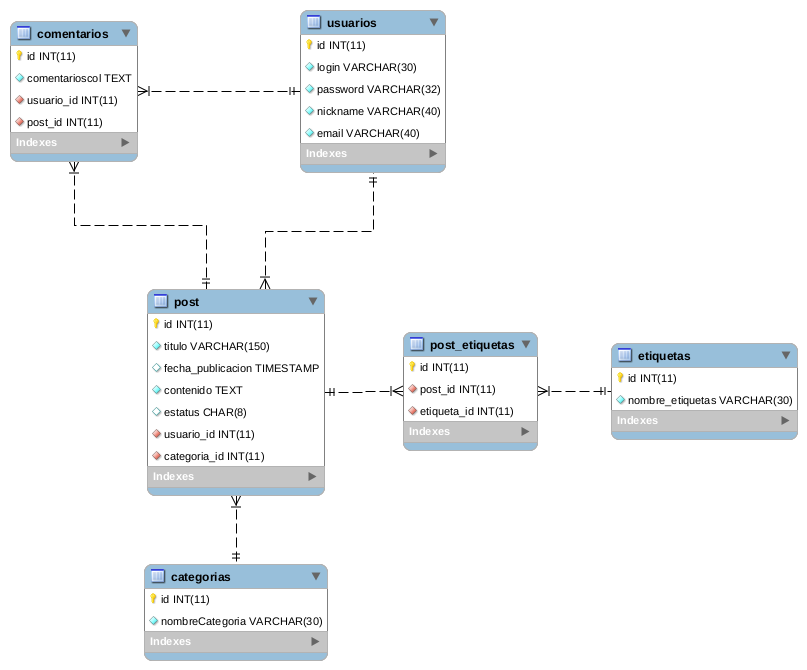 comentarios
id INT(11)
comentarioscol TEXT
usuario_id INT(11)
post_id INT(11)
Indexes
usuarios
id INT(11)
login VARCHAR(30)
password VARCHAR(32)
nickname VARCHAR(40)
email VARCHAR(40)
Indexes
post
id INT(11)
titulo VARCHAR(150)
fecha_publicacion TIMESTAMP
contenido TEXT
estatus CHAR(8)
usuario_id INT(11)
categoria_id INT(11)
Indexes
post_etiquetas
id INT(11)
post_id INT(11)
etiqueta_id INT(11)
Indexes
etiquetas
id INT(11)
nombre_etiquetas VARCHAR(30)
Indexes
categorias
id INT(11)
nombreCategoria VARCHAR(30)
Indexes